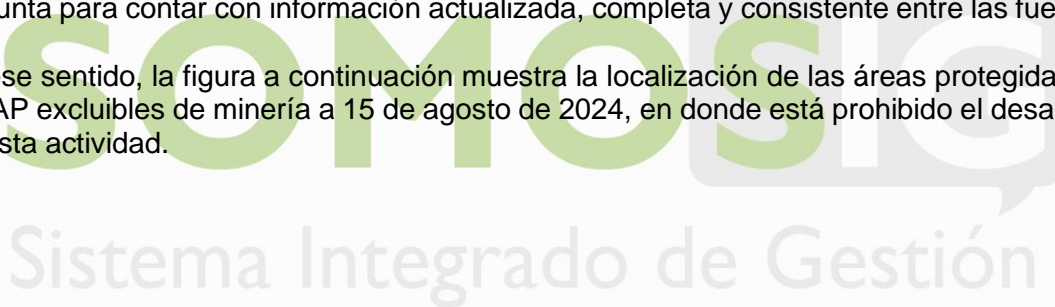 unta para contar con información actualizada, completa y consistente entre las fue
ese sentido, la figura a continuación muestra la localización de las áreas protegida
AP excluibles de minería a 15 de agosto de 2024, en donde está prohibido el desa
sta actividad.
SOMOSIG
Sistema Integrado de Gestión